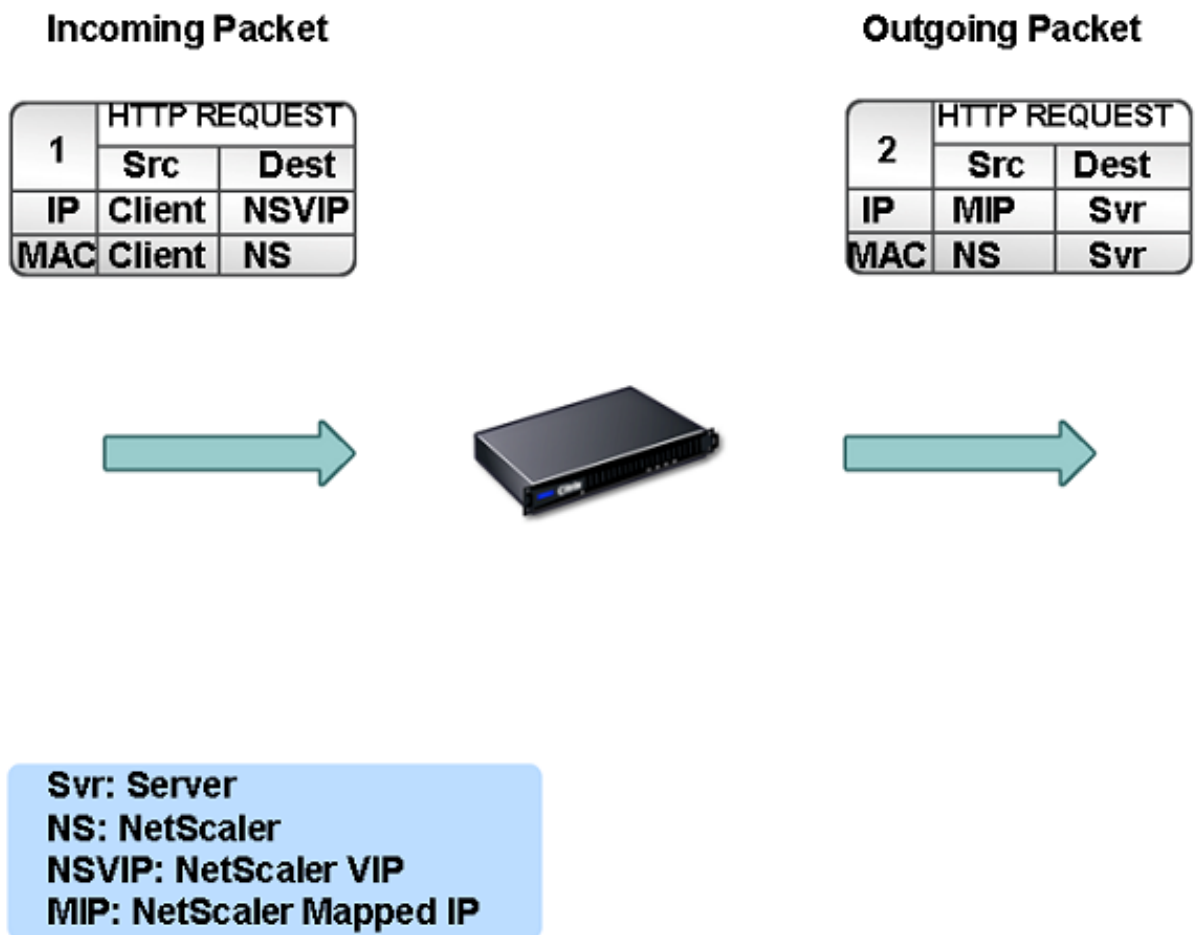 Incoming Packet
Outgoing Packet
1
HTTP REQUEST
Src Dest
IP Client NSVIP
MAC Client NS
2
HTTP REQUEST
Src Dest
IP MIP Svr
MAC NS Svr
Svr: Server
NS: NetScaler
NSVIP: NetScaler VIP
MIP: NetScaler Mapped IP